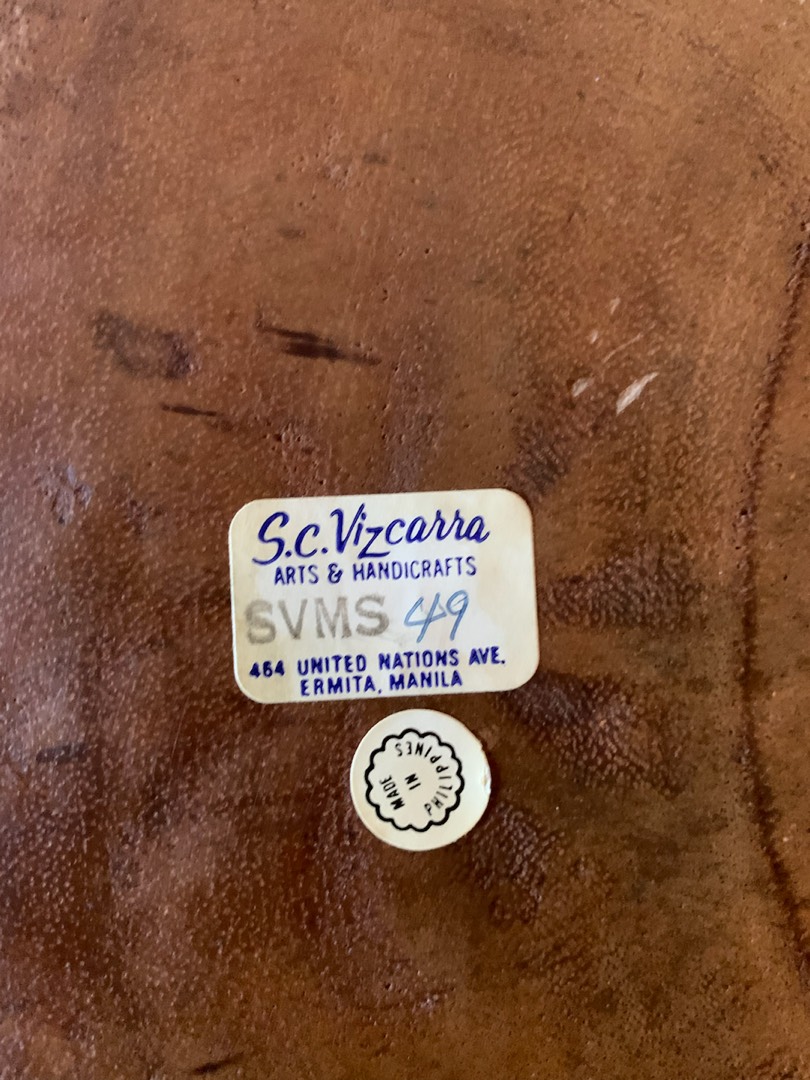 S.C. Vizcarra
ARTS & HANDICRAFTS
SVMS 49
464 UNITED NATIONS AVE.
ERMITA, MANILA
MADE
IN
PHILIPPINES